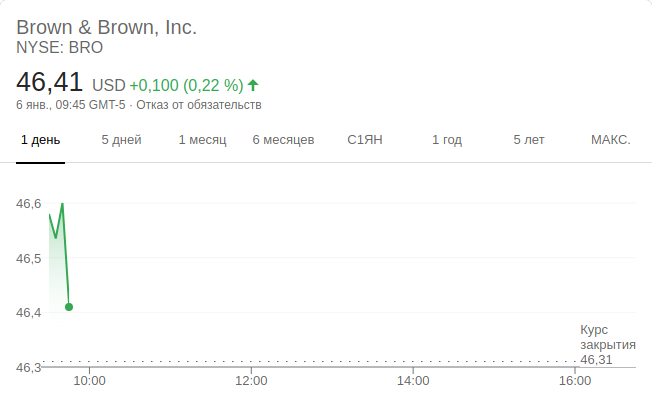 Brown & Brown, Inc.
NYSE: BRO
46,41 USD +0,100 (0,22 %)
6 янв., 09:45 GMT-5 · Отказ от обязательств
1 день 5 дней 1 месяц 6 месяцев С1ЯН 1 год 5 лет МАКС.
46,6
46,5
46,4
Курс
закрытия
46,31
46,3
10:00 12:00 14:00 16:00